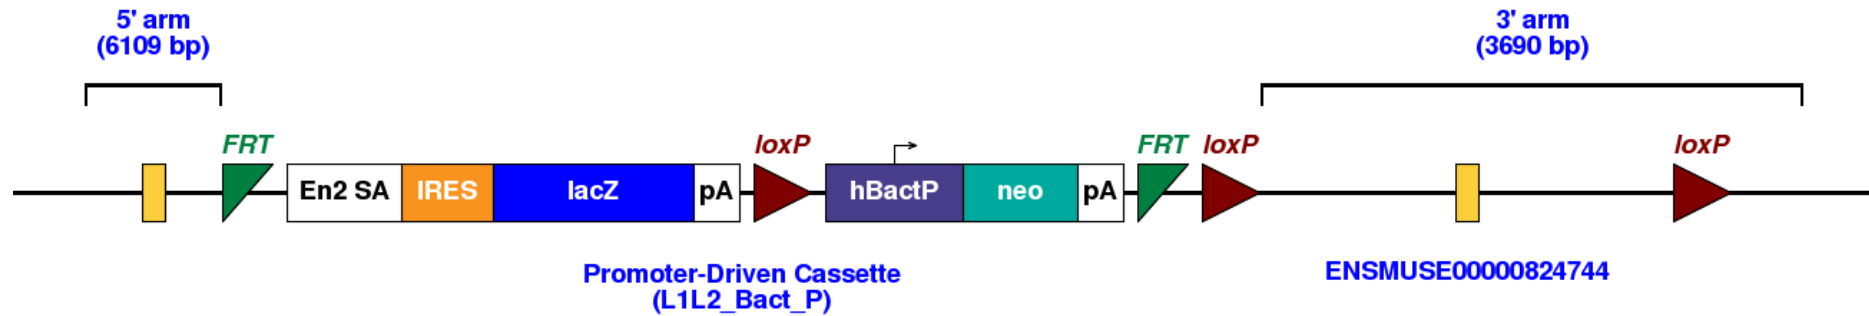 5' arm
(6109 bp)
3' arm
(3690 bp)
FRT
loxP
FRT
loxP
loxP
En2 SA
IRES
lacZ
pA
hBactP
neo
pA
Promoter-Driven Cassette
(L1L2_Bact_P)
ENSMUSE00000824744